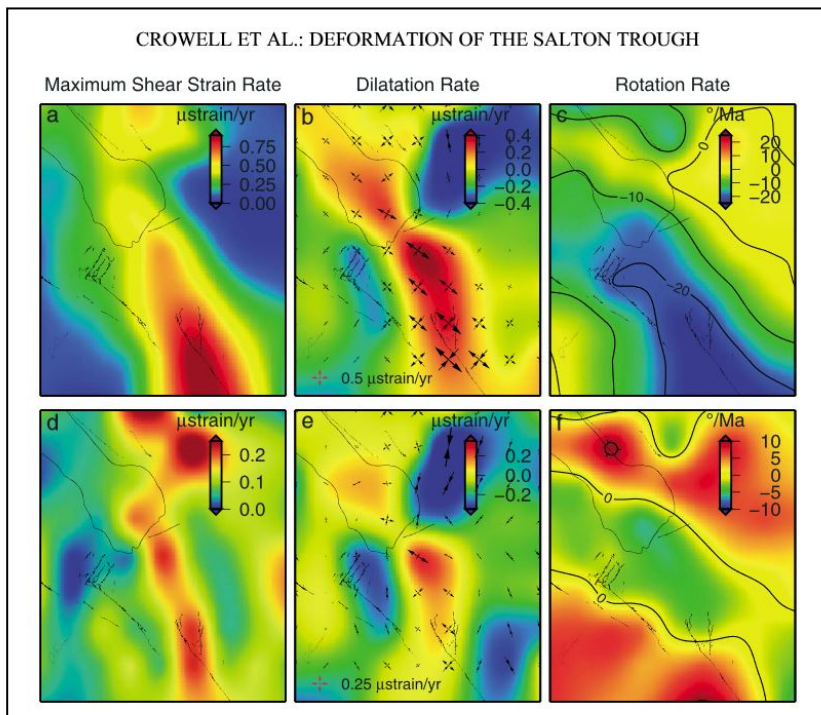 CROWELL ET AL.: DEFORMATION OF THE SALTON TROUGH
Maximum Shear Strain Rate
Dilatation Rate
Rotation Rate
a
µstrain/yr
0.75
0.50
0.25
0.00
b
µstrain/yr
0.4
0.2
0.0
−0.2
−0.4
0.5 µstrain/yr
c
°/Ma
20
10
0
−10
−20
0
−10
−20
d
µstrain/yr
0.2
0.1
0.0
e
µstrain/yr
0.2
0.0
−0.2
0.25 µstrain/yr
f
°/Ma
10
5
0
−5
−10
0
0